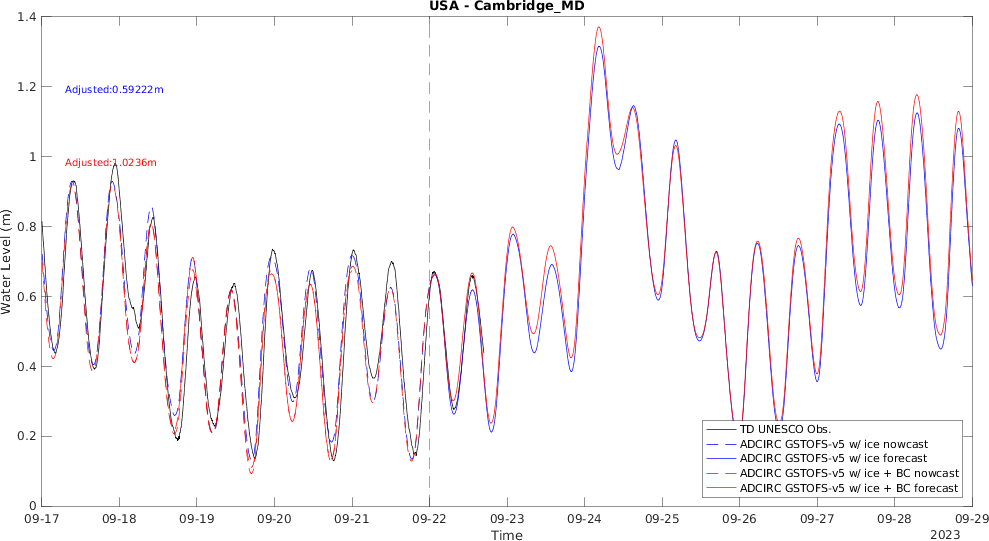 USA - Cambridge_MD
1.4
1.2
1
0.8
0.6
0.4
0.2
0
Water Level (m)
Adjusted:0.59222m
Adjusted:1.0236m
TD UNESCO Obs.
ADCIRC GSTOFS-v5 w/ ice nowcast
ADCIRC GSTOFS-v5 w/ ice forecast
ADCIRC GSTOFS-v5 w/ ice + BC nowcast
ADCIRC GSTOFS-v5 w/ ice + BC forecast
09-17 09-18 09-19 09-20 09-21 09-22 09-23 09-24 09-25 09-26 09-27 09-28 09-29
Time
2023